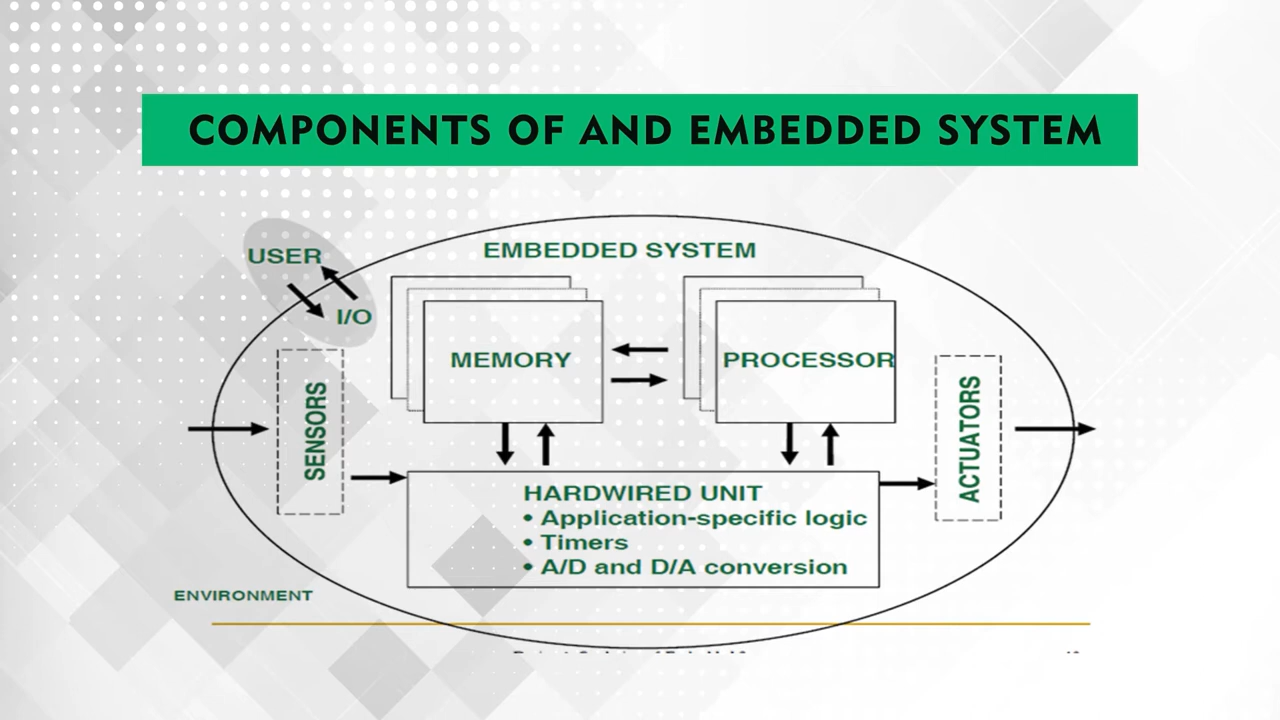 COMPONENTS OF AND EMBEDDED SYSTEM
EMBEDDED SYSTEM
USER
I/O
MEMORY
PROCESSOR
SENSORS
ACTUATORS
HARDWIRED UNIT
• Application-specific logic
• Timers
• A/D and D/A conversion
ENVIRONMENT